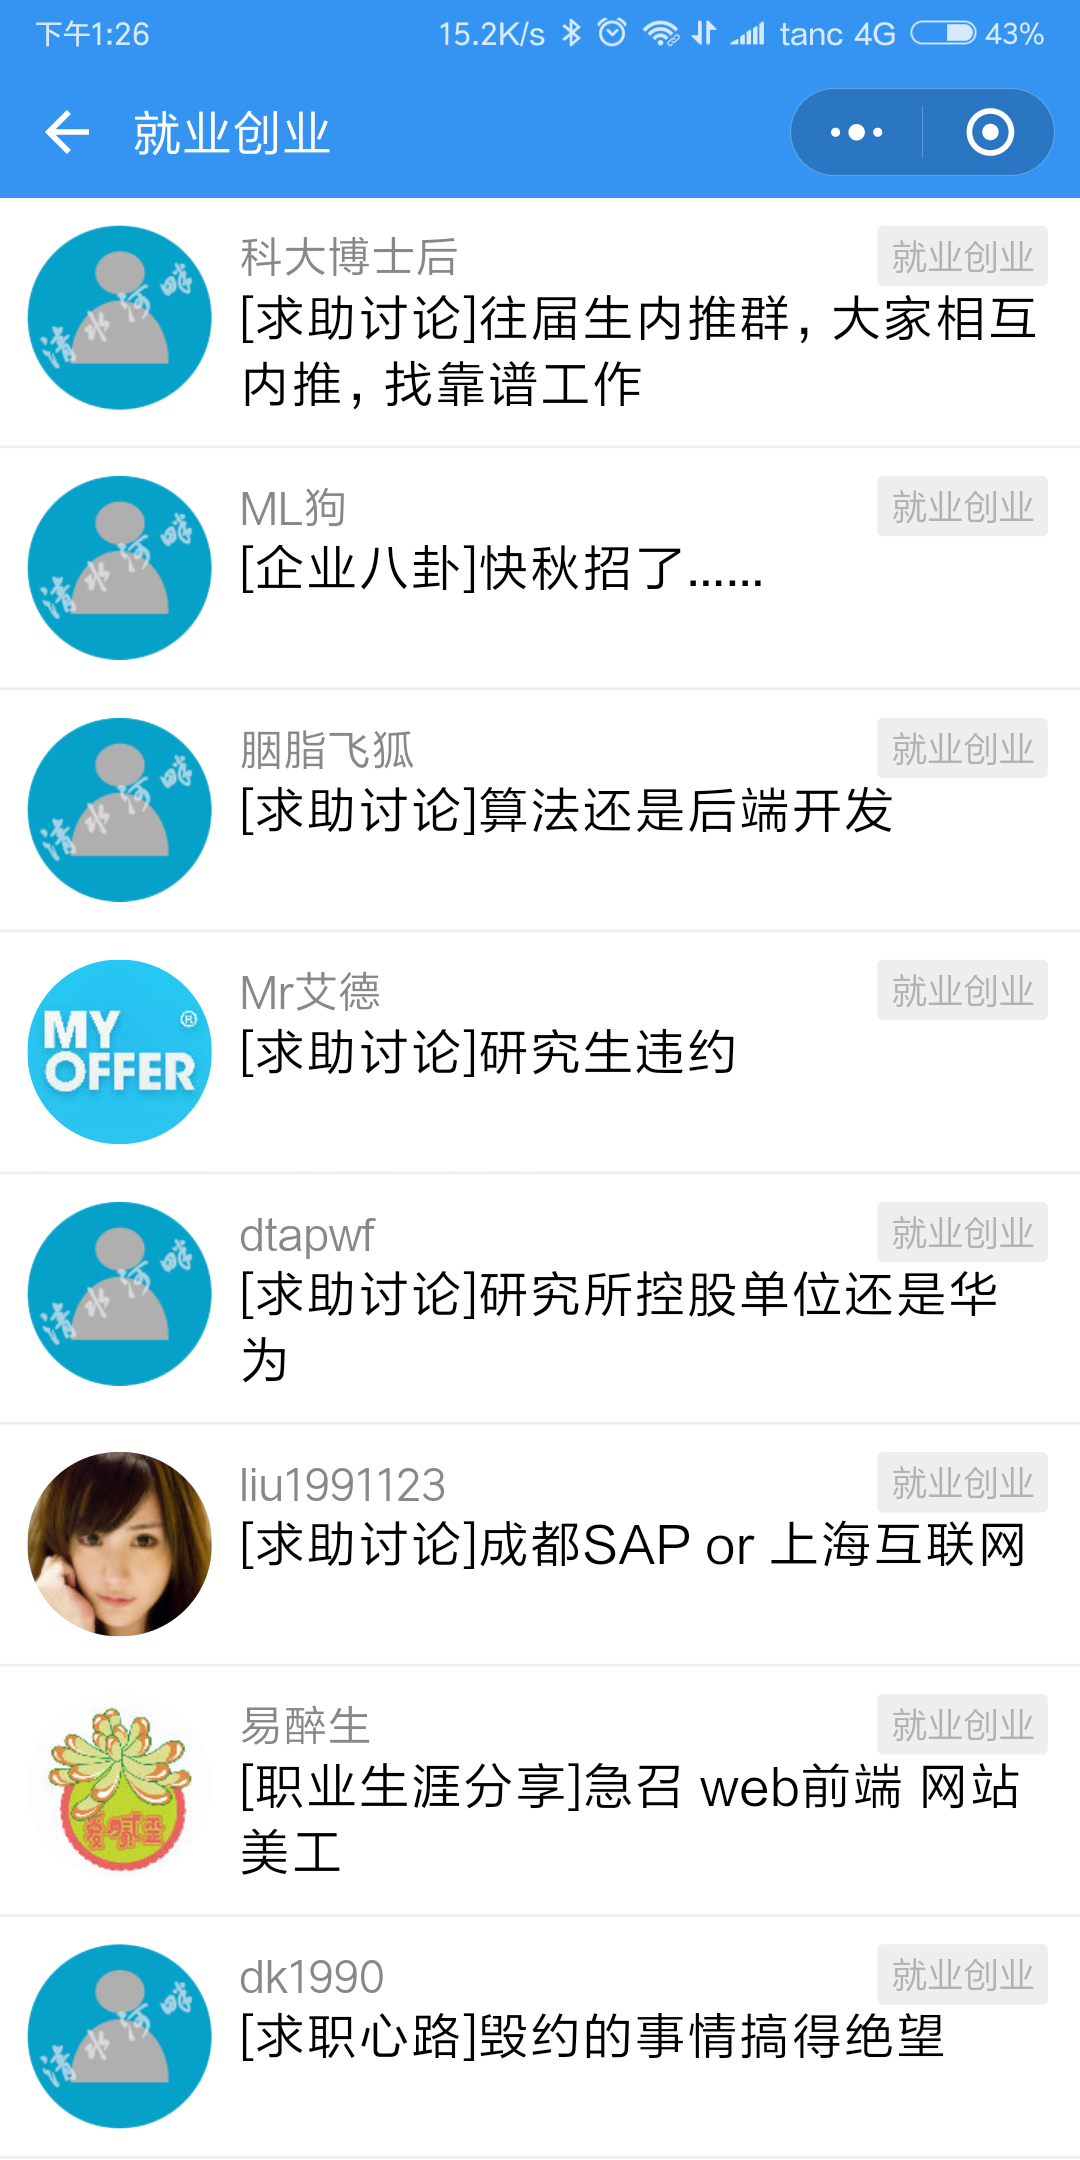 下午1:26
15.2K/s
tanc 4G
43%
就业创业
科大博士后
就业创业
[求助讨论]往届生内推群，大家相互
内推，找靠谱工作
ML狗
就业创业
[企业八卦]快秋招了......
胭脂飞狐
就业创业
[求助讨论]算法还是后端开发
MY ®
OFFER
Mr艾德
就业创业
[求助讨论]研究生违约
dtapwf
就业创业
[求助讨论]研究所控股单位还是华
为
liu1991123
就业创业
[求助讨论]成都SAP or 上海互联网
易醉生
就业创业
[职业生涯分享]急召 web前端 网站
美工
dk1990
就业创业
[求职心路]毁约的事情搞得绝望